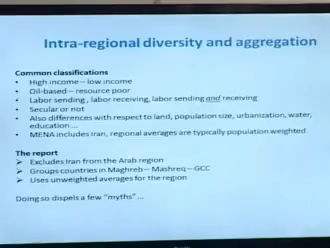 Intra-regional diversity and aggregation
Common classifications
• High income – low income
• Oil-based – resource poor
• Labor sending , labor receiving, labor sending and receiving
• Secular or not
• Also differences with respect to land, population size, urbanization, water,
education ...
• MENA includes Iran, regional averages are typically population weighted
The report
➢ Excludes Iran from the Arab region
➢ Groups countries in Maghreb – Mashreq – GCC
➢ Uses unweighted averages for the region
Doing so dispels a few “myths” ...